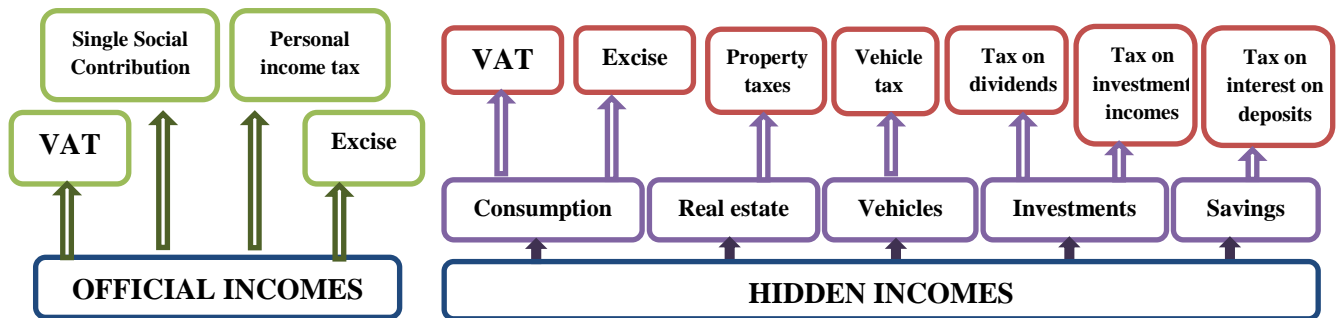 Single Social
Contribution
Personal
income tax
VAT
Excise
OFFICIAL INCOMES
VAT
Excise
Property
taxes
Vehicle
tax
Tax on
dividends
Tax on
investment
incomes
Tax on
interest on
deposits
Consumption
Real estate
Vehicles
Investments
Savings
HIDDEN INCOMES